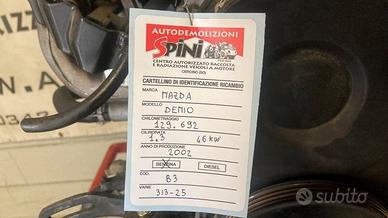 AUTODEMOLIZIONI
SPINI
CENTRO AUTORIZZATO RACCOLTA
E RADIAZIONE VEICOLI A MOTORE
CERCINO (SO)
CARTELLINO DI IDENTIFICAZIONE RICAMBIO
MARCA
MAZDA
MODELLO
DEMIO
CHILOMETRAGGIO
129.692
CILINDRATA
1.3 46 KW
ANNO DI PRODUZIONE
2002
BENZINA DIESEL
COD.
B3
VARIE
313-25
subito